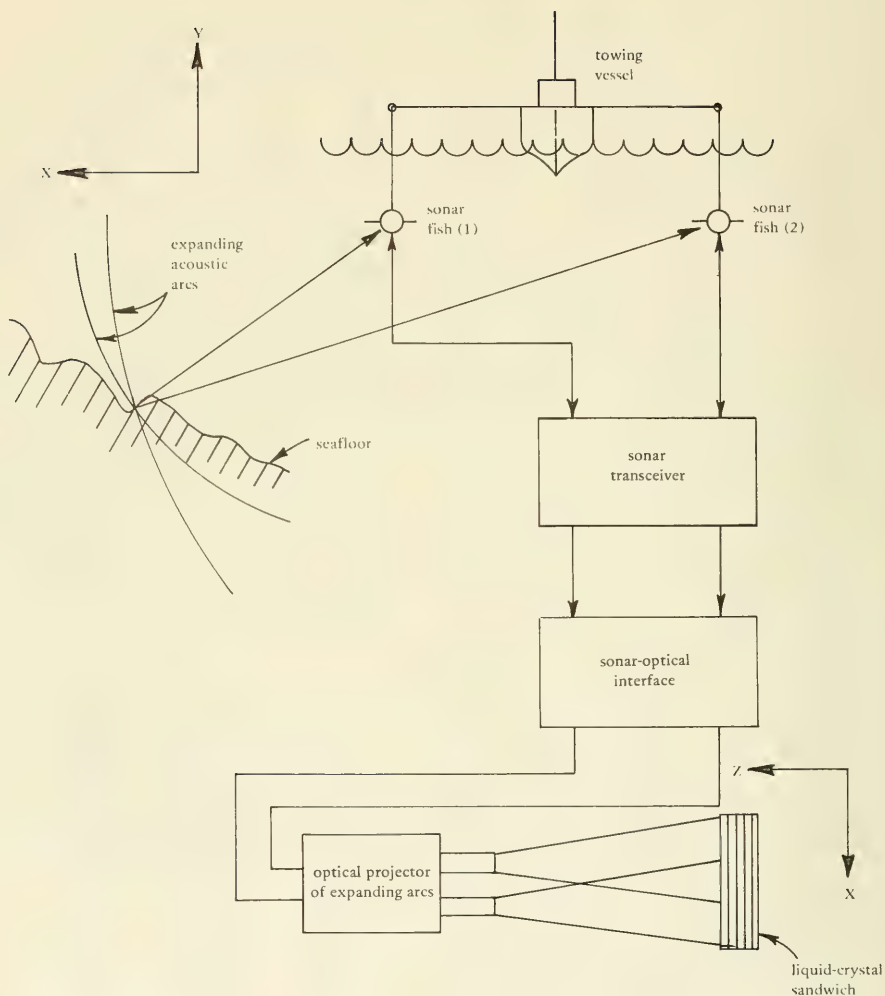 Y
X
towing
vessel
sonar
fish (1)
sonar
fish (2)
expanding
acoustic
arcs
seafloor
sonar
transceiver
sonar-optical
interface
Z
X
optical projector
of expanding arcs
liquid-crystal
sandwich